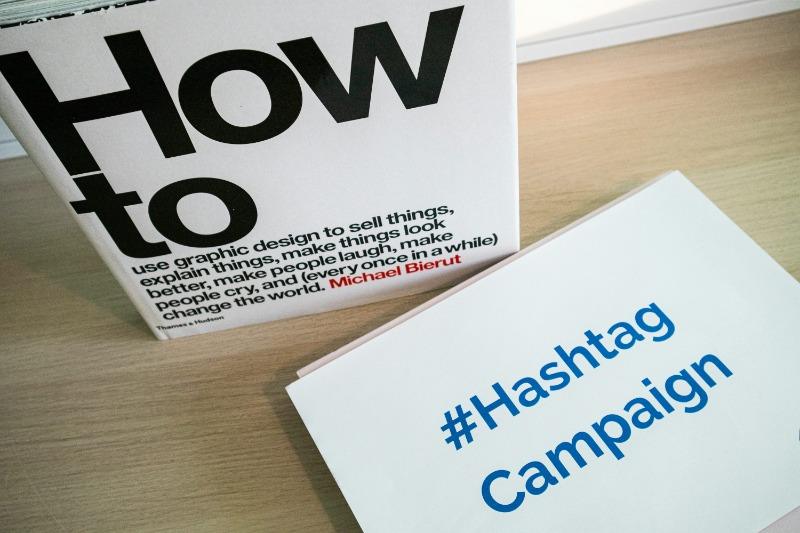 How
to
use graphic design to sell things,
explain things, make things look
better, make people laugh, make
people cry, and (every once in a while)
change the world. Michael Bierut
Thames & Hudson
#Hashtag
Campaign